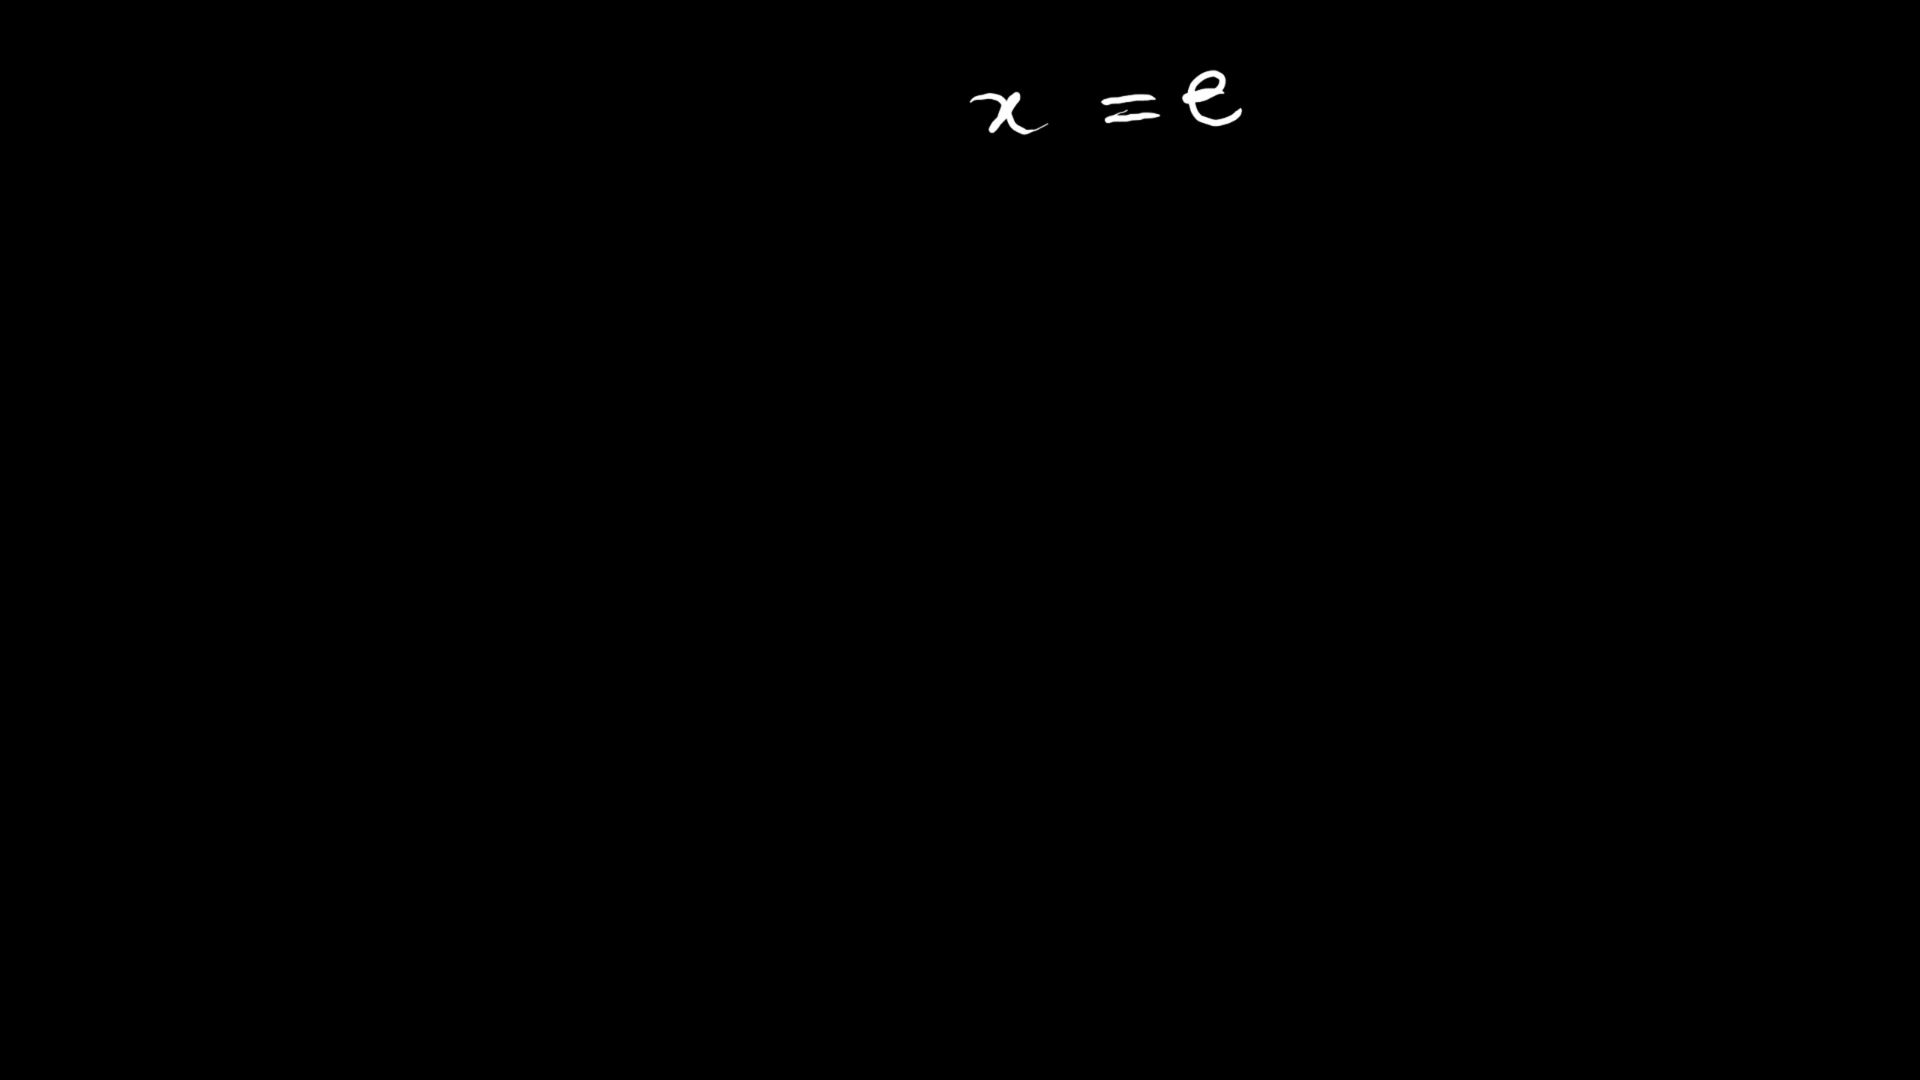 x = e